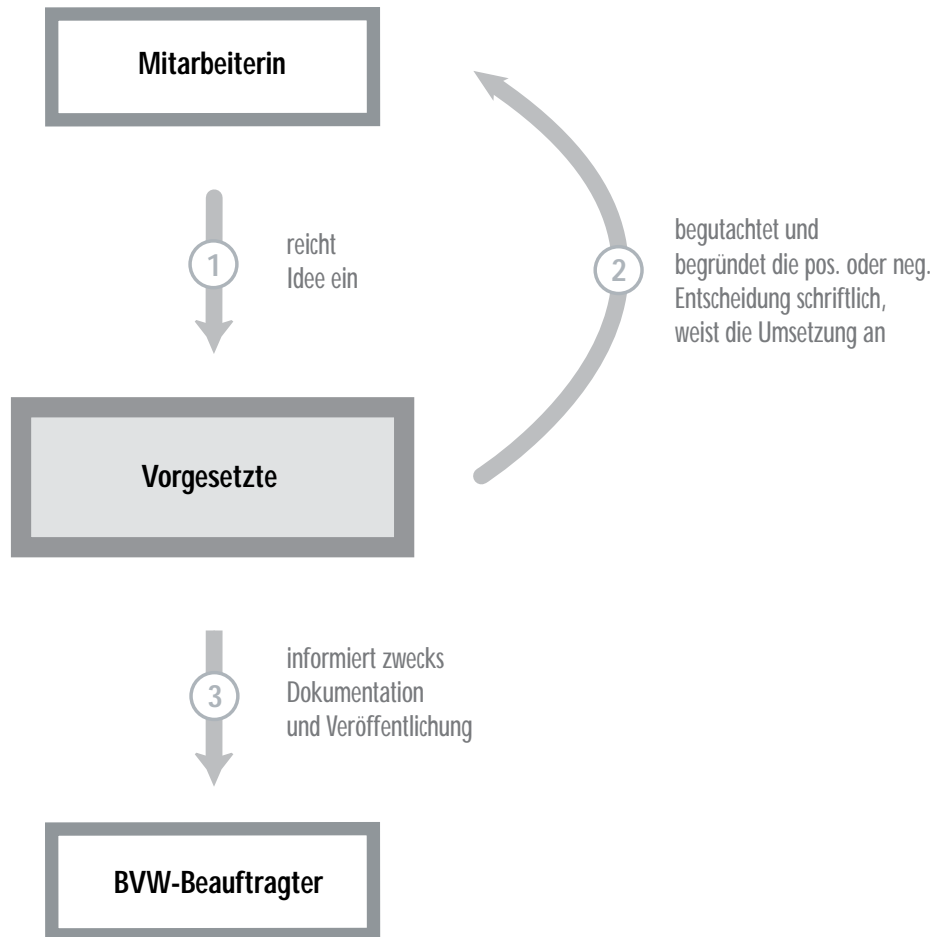 Mitarbeiterin
1
reicht
Idee ein
2
begutachtet und
begründet die pos. oder neg.
Entscheidung schriftlich,
weist die Umsetzung an
Vorgesetzte
3
informiert zwecks
Dokumentation
und Veröffentlichung
BVW-Beauftragter